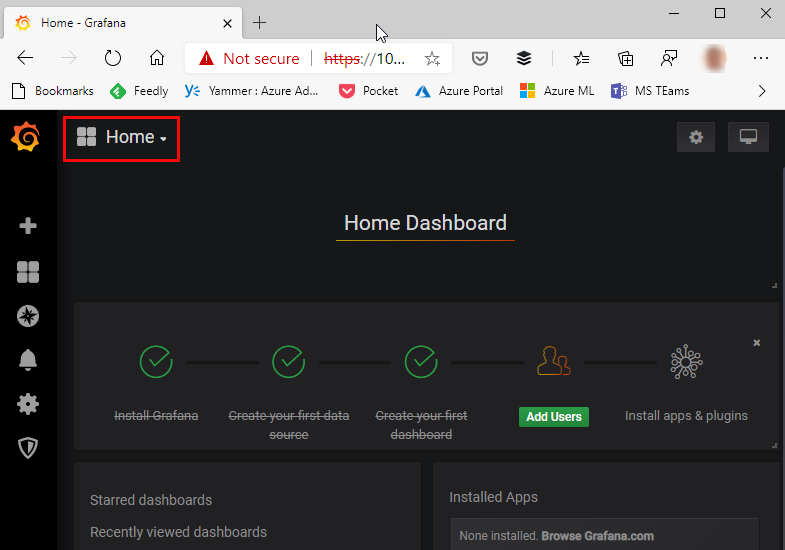 Home - Grafana
Not secure https://10...
Bookmarks Feedly Yammer : Azure Ad... Pocket Azure Portal Azure ML MS TEams
Home
Home Dashboard
Install Grafana
Create your first data
source
Create your first
dashboard
Add Users
Install apps & plugins
Starred dashboards
Recently viewed dashboards
Installed Apps
None installed. Browse Grafana.com